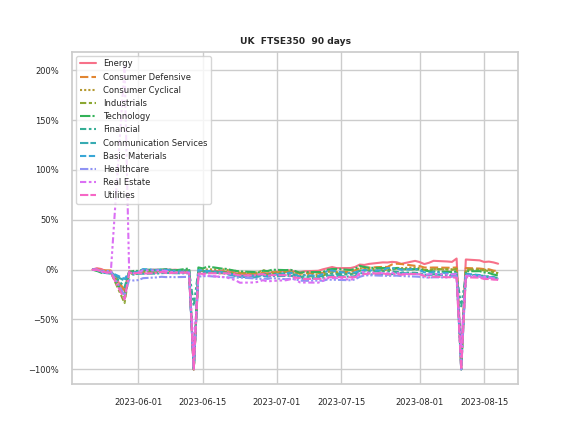 UK FTSE350 90 days
200%
150%
100%
50%
0%
−50%
−100%
Energy
Consumer Defensive
Consumer Cyclical
Industrials
Technology
Financial
Communication Services
Basic Materials
Healthcare
Real Estate
Utilities
2023-06-01 2023-06-15 2023-07-01 2023-07-15 2023-08-01 2023-08-15